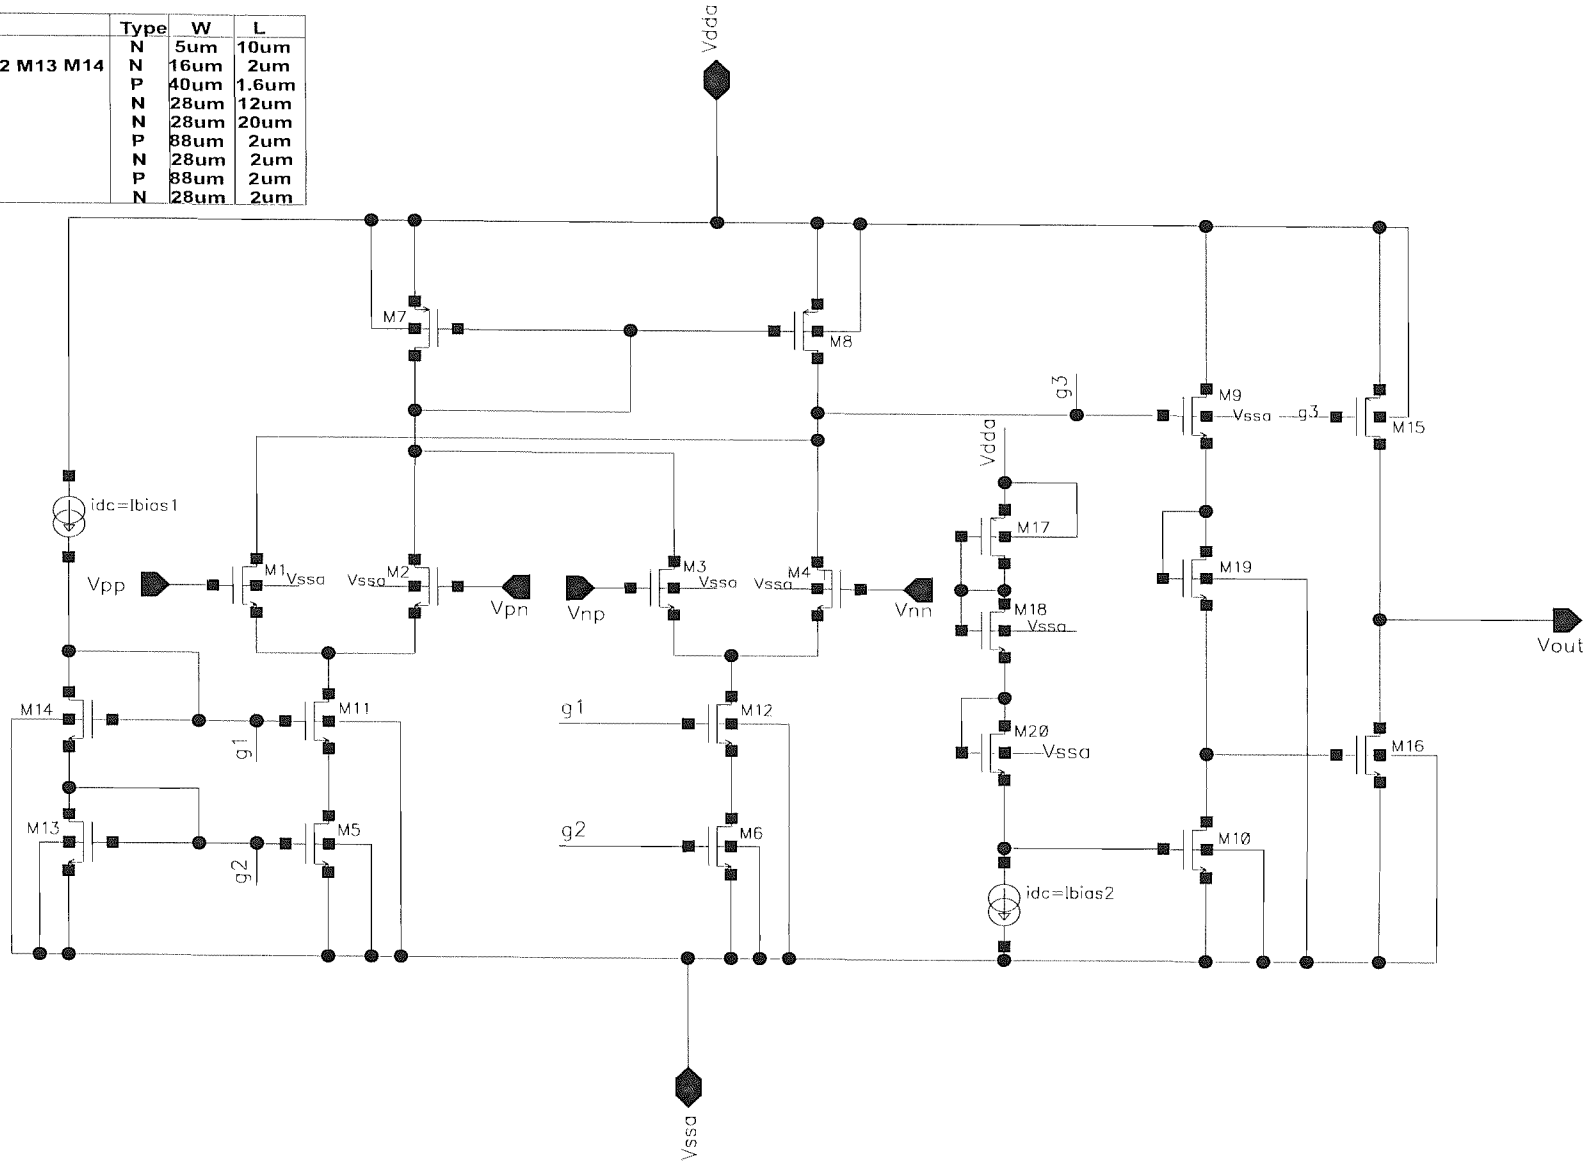 Type W L
N 5um 10um
2 M13 M14 N 16um 2um
P 40um 1.6um
N 28um 12um
N 28um 20um
P 88um 2um
N 28um 2um
P 88um 2um
N 28um 2um
Vdda
M7
M8
g3
M9
Vssa
g3
M15
Vdda
idc=Ibias1
M17
Vpp
M1
Vssa
Vssa
M2
Vpn
Vnp
M3
Vssa
Vssa
M4
Vnn
M18
Vssa
M19
Vout
M14
g1
M11
g1
M12
M20
Vssa
M16
M13
g2
M5
g2
M6
M10
idc=Ibias2
Vssa